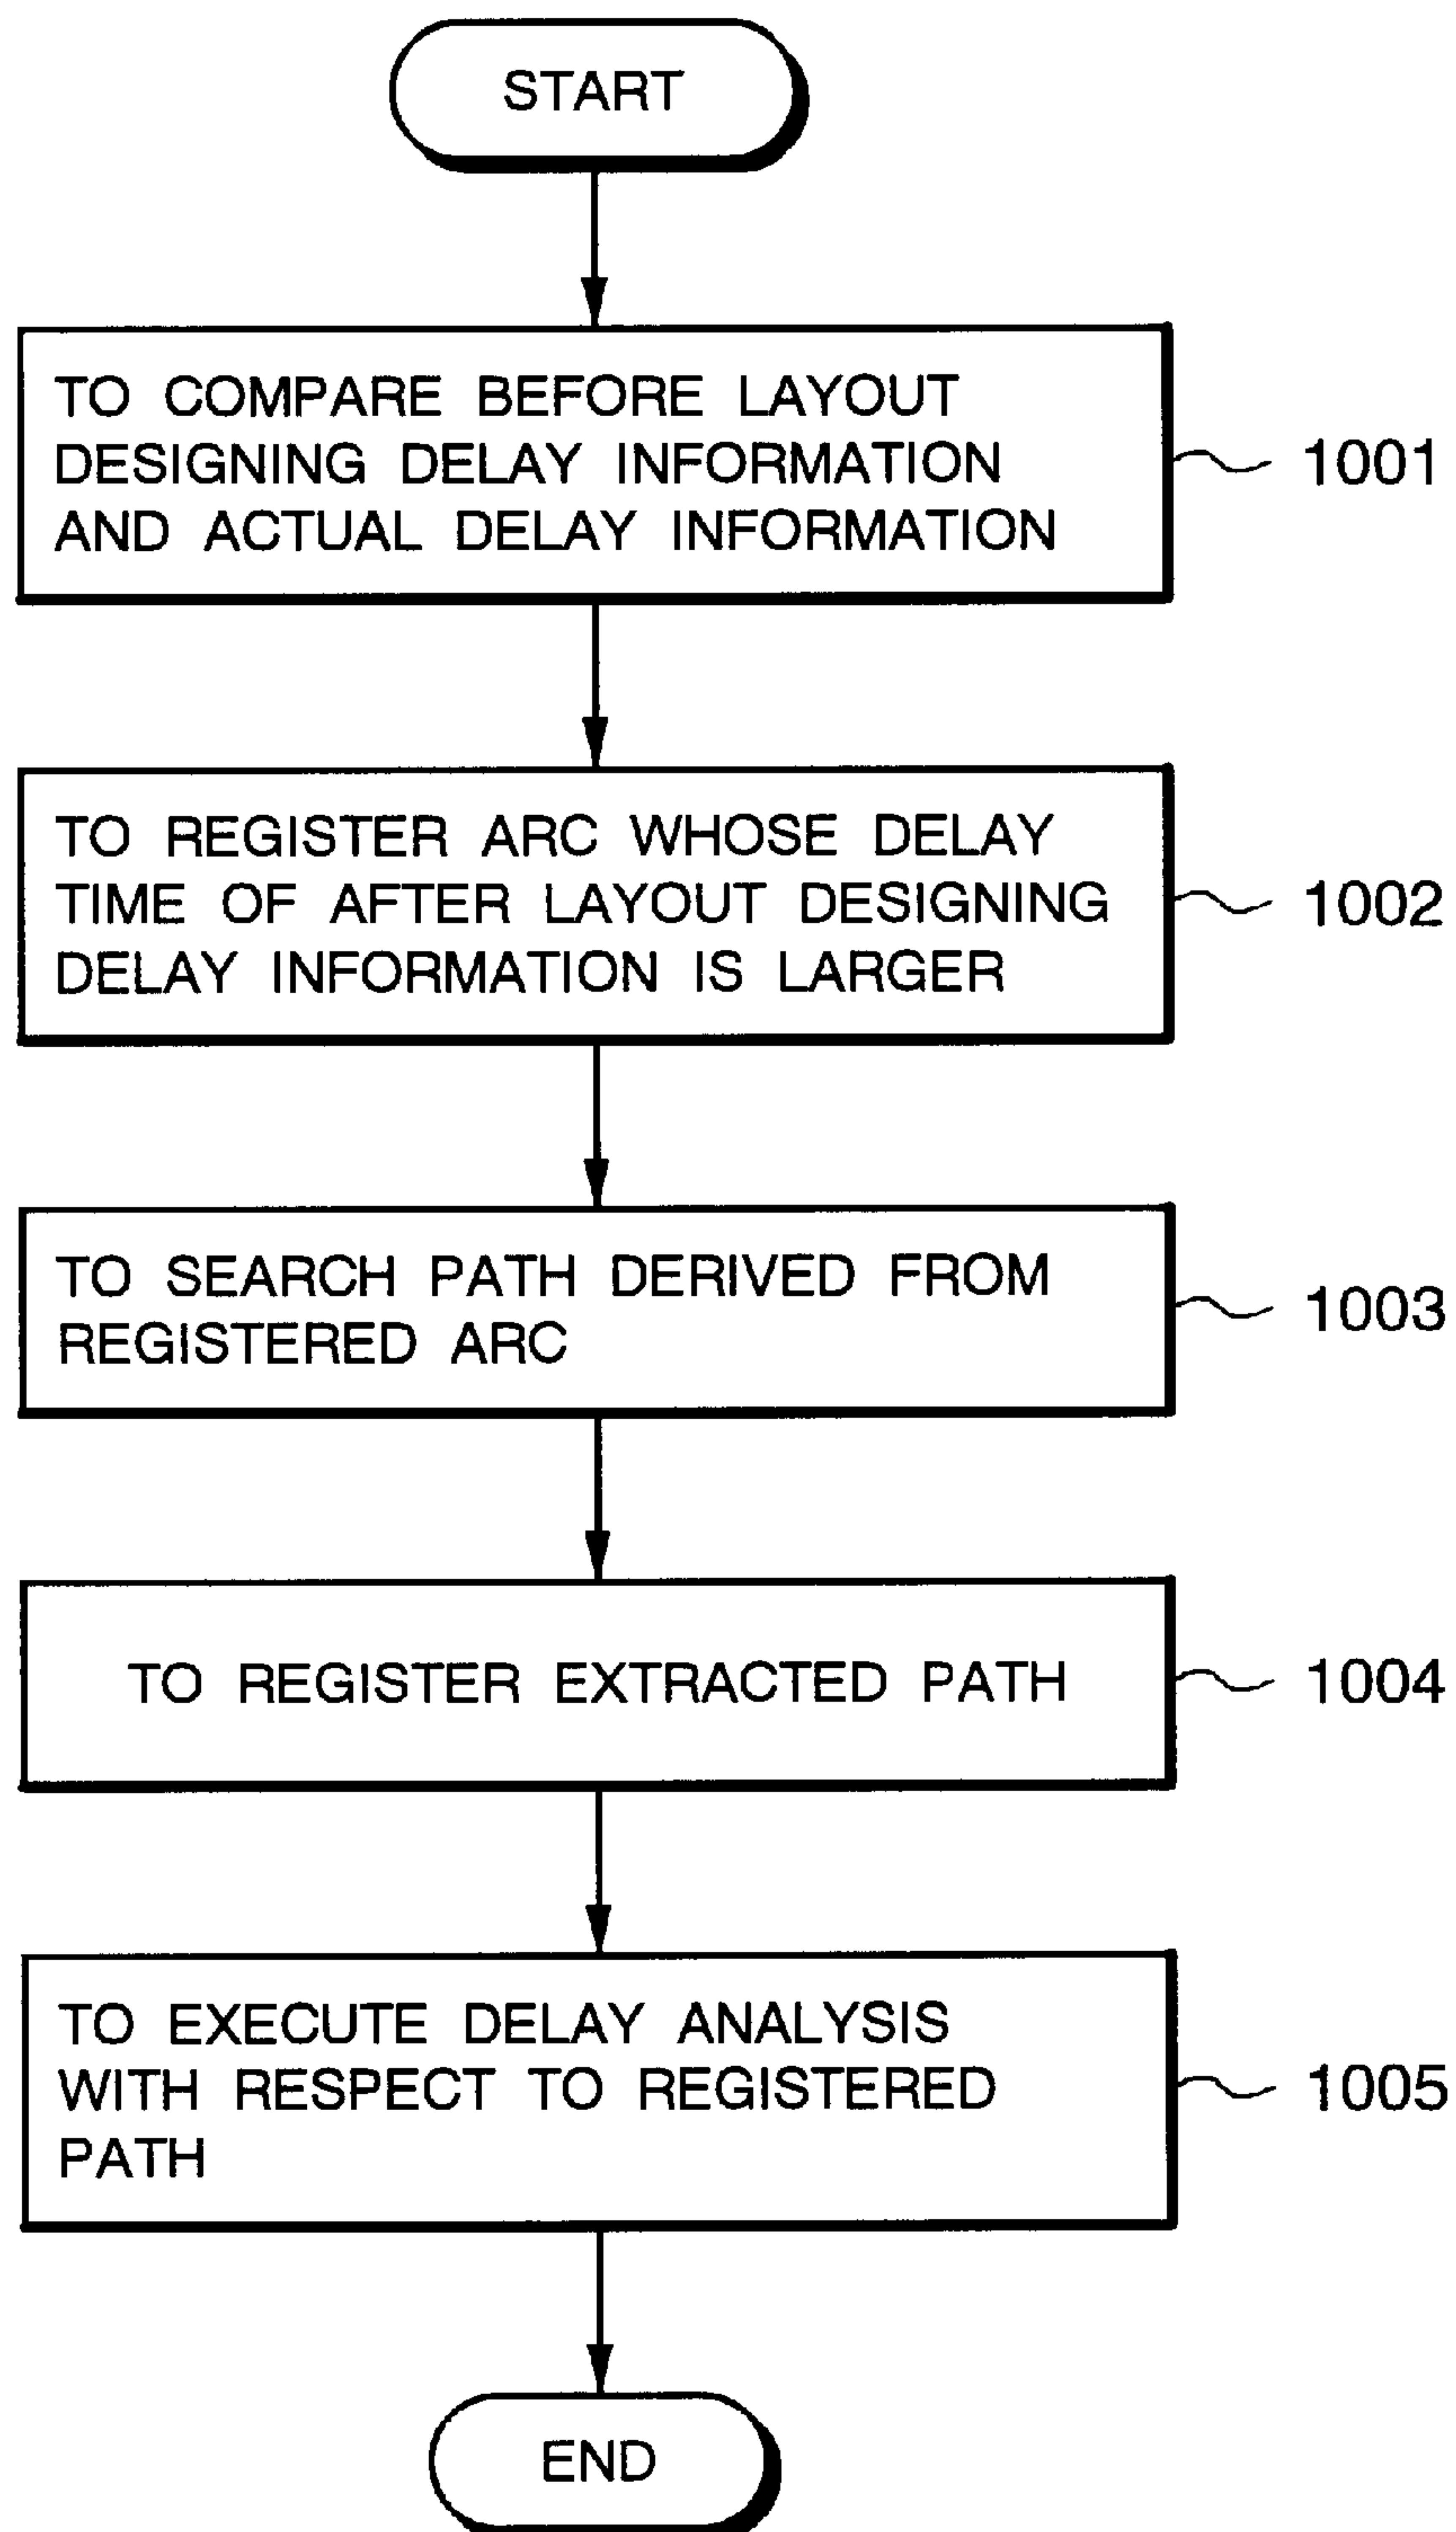 START
TO COMPARE BEFORE LAYOUT
DESIGNING DELAY INFORMATION
AND ACTUAL DELAY INFORMATION
1001
TO REGISTER ARC WHOSE DELAY
TIME OF AFTER LAYOUT DESIGNING
DELAY INFORMATION IS LARGER
1002
TO SEARCH PATH DERIVED FROM
REGISTERED ARC
1003
TO REGISTER EXTRACTED PATH
1004
TO EXECUTE DELAY ANALYSIS
WITH RESPECT TO REGISTERED
PATH
1005
END